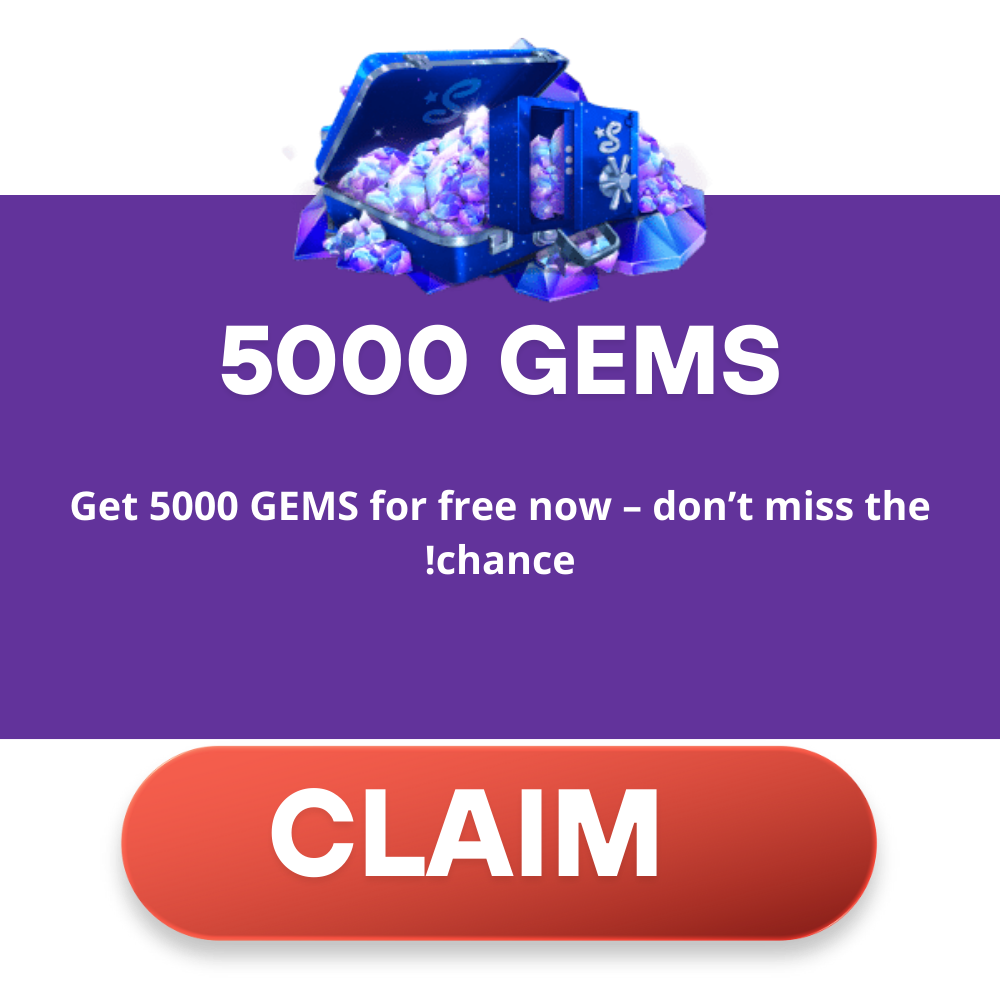 5000 GEMS
Get 5000 GEMS for free now – don’t miss the
!chance
CLAIM